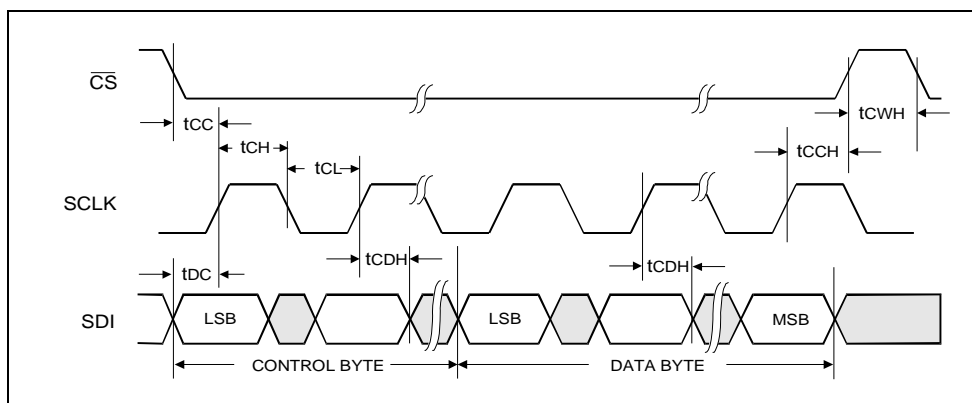 CS
tCC
tCWH
tCH
tCCH
tCL
SCLK
tCDH
tCDH
tDC
SDI
LSB
LSB
MSB
CONTROL BYTE
DATA BYTE